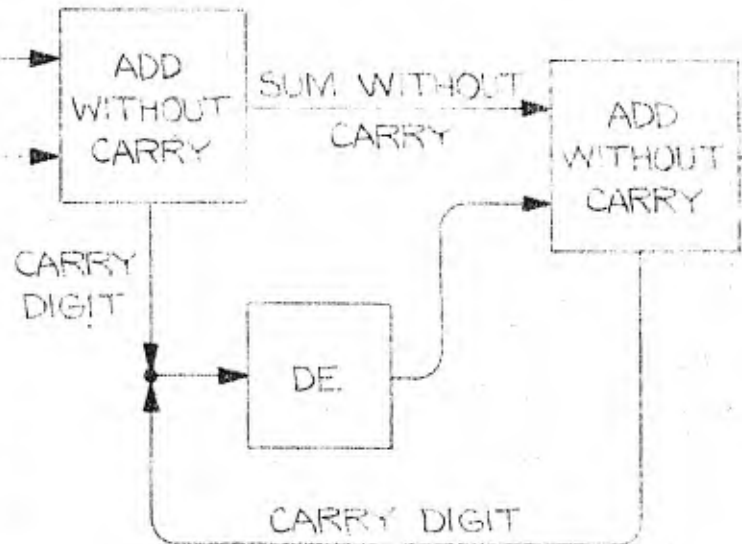 ADD
WITHOUT
CARRY
SUM WITHOUT
CARRY
ADD
WITHOUT
CARRY
CARRY
DIGIT
DE
CARRY DIGIT